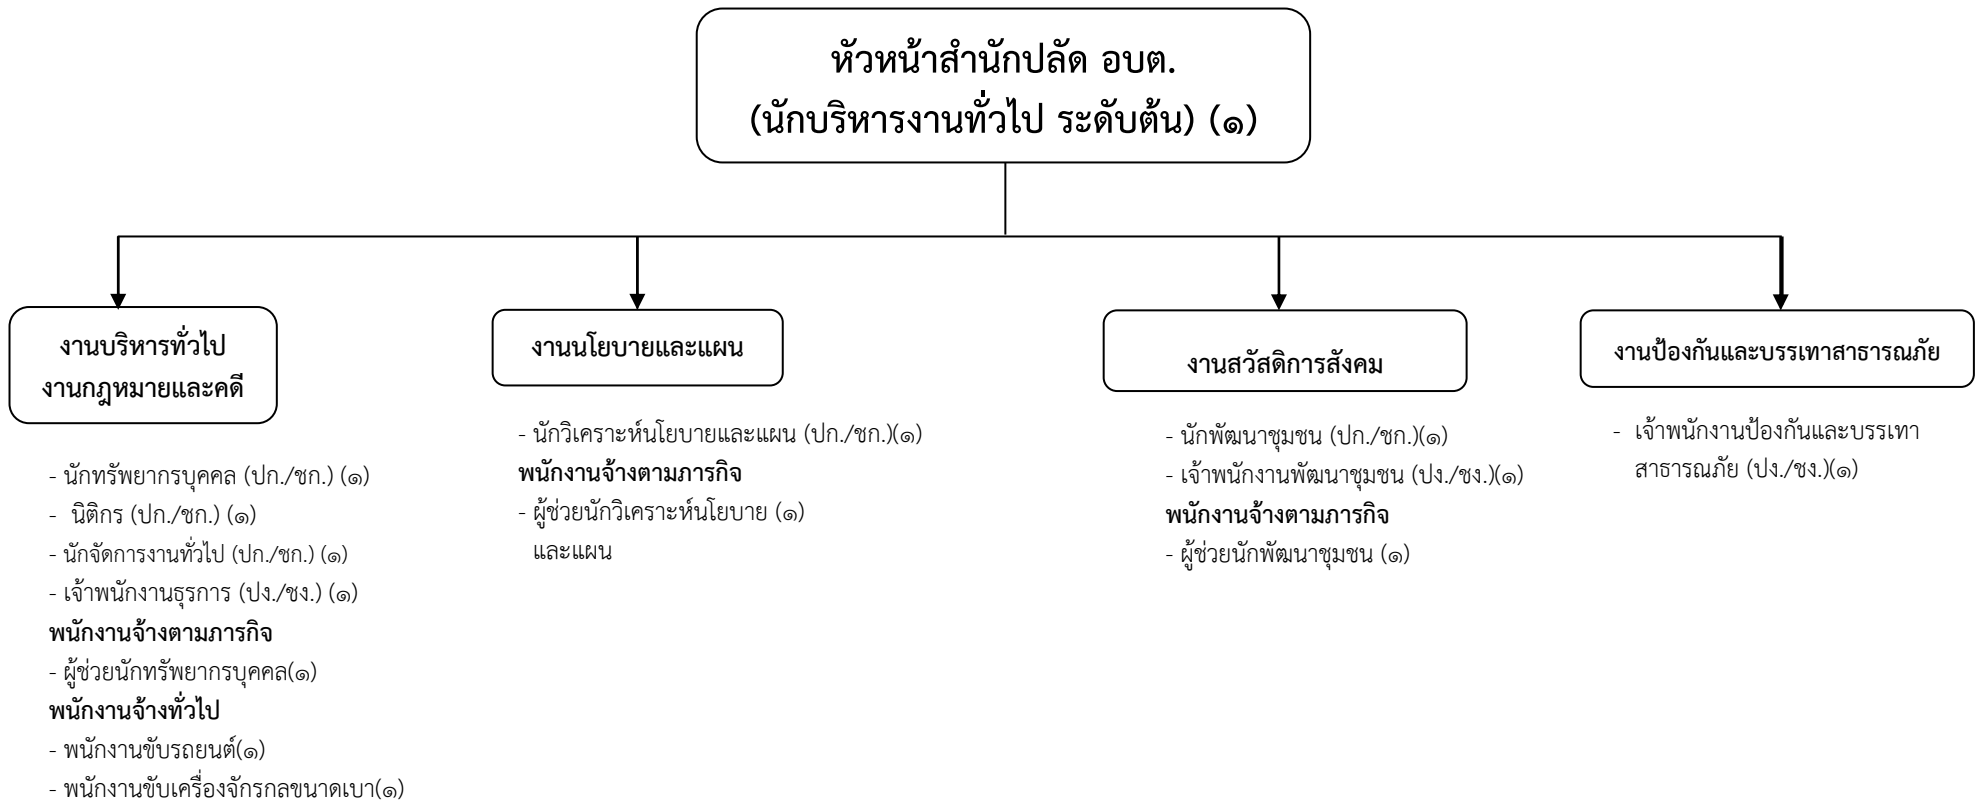 หัวหน้าสำนักปลัด อบต.
(นักบริหารงานทั่วไป ระดับต้น) (๑)
งานบริหารทั่วไป
งานกฎหมายและคดี
- นักทรัพยากรบุคคล (ปก./ชก.) (๑)
- นิติกร (ปก./ชก.) (๑)
- นักจัดการงานทั่วไป (ปก./ชก.) (๑)
- เจ้าพนักงานธุรการ (ปง./ชง.) (๑)
พนักงานจ้างตามภารกิจ
- ผู้ช่วยนักทรัพยากรบุคคล(๑)
พนักงานจ้างทั่วไป
- พนักงานขับรถยนต์(๑)
- พนักงานขับเครื่องจักรกลขนาดเบา(๑)
งานนโยบายและแผน
- นักวิเคราะห์นโยบายและแผน (ปก./ชก.)(๑)
พนักงานจ้างตามภารกิจ
- ผู้ช่วยนักวิเคราะห์นโยบาย (๑)
และแผน
งานสวัสดิการสังคม
- นักพัฒนาชุมชน (ปก./ชก.)(๑)
- เจ้าพนักงานพัฒนาชุมชน (ปง./ชง.)(๑)
พนักงานจ้างตามภารกิจ
- ผู้ช่วยนักพัฒนาชุมชน (๑)
งานป้องกันและบรรเทาสาธารณภัย
- เจ้าพนักงานป้องกันและบรรเทา
สาธารณภัย (ปง./ชง.)(๑)